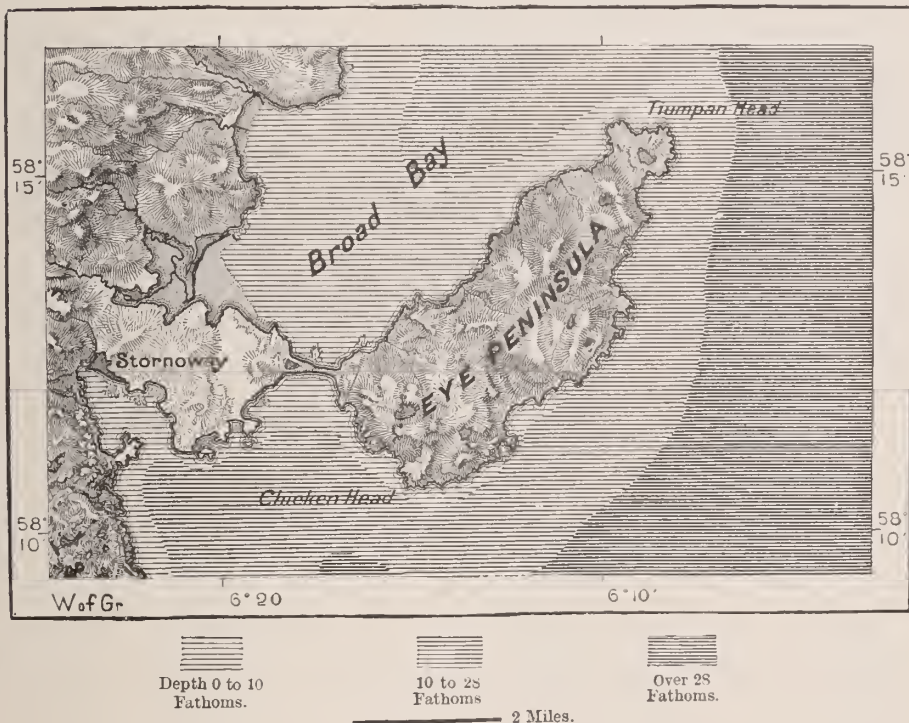 Tiumpan Head
58°
15'
58°
15'
Broad Bay
EYE PENINSULA
Stornoway
Chicken Head
58°
10'
58°
10'
W of Gr
6° 20
6° 10'
Depth 0 to 10
Fathoms.
10 to 28
Fathoms
Over 28
Fathoms.
2 Miles.